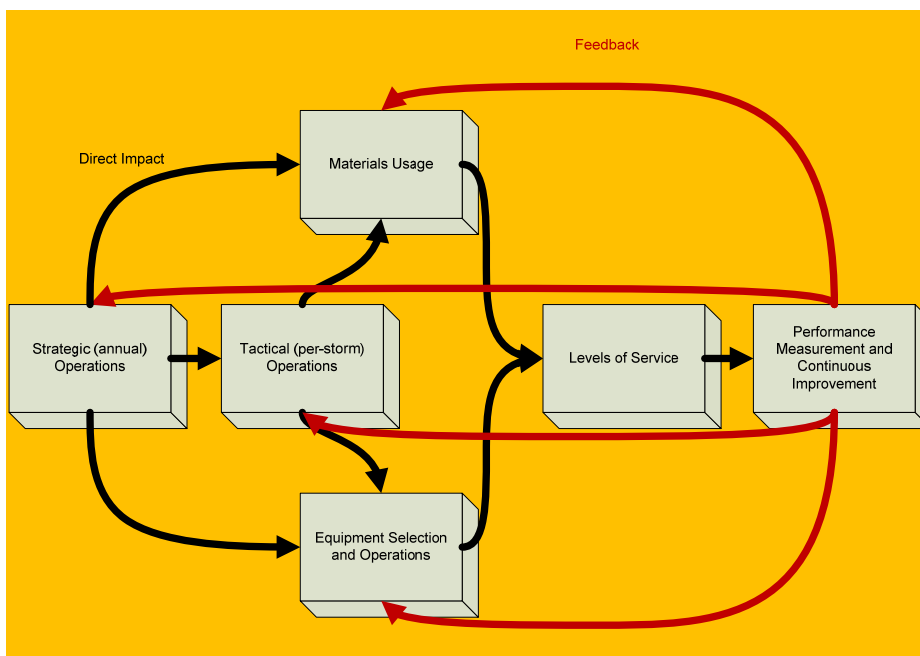 Feedback
Direct Impact
Materials Usage
Strategic (annual)
Operations
Tactical (per-storm)
Operations
Levels of Service
Performance
Measurement and
Continuous
Improvement
Equipment Selection
and Operations